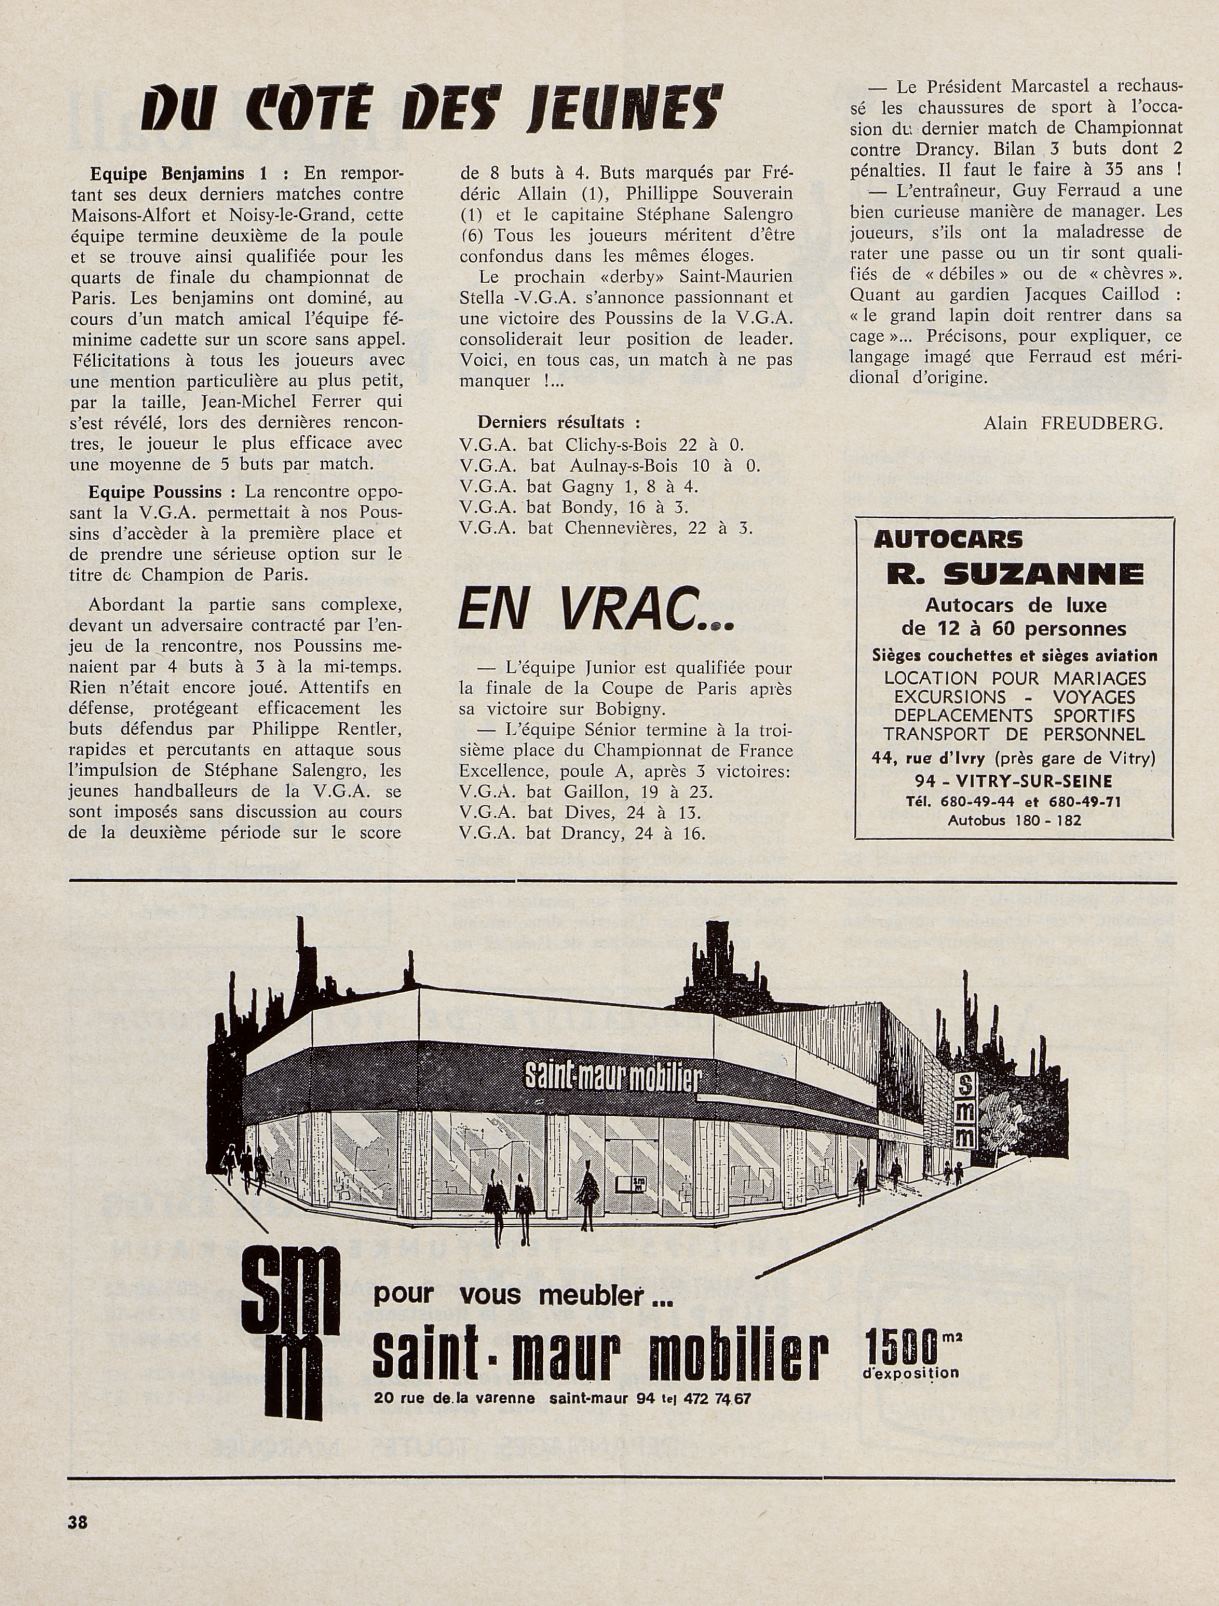 DU COTÉ DES JEUNES
Equipe Benjamins 1 : En rempor-
tant ses deux derniers matches contre
Maisons-Alfort et Noisy-le-Grand, cette
équipe termine deuxième de la poule
et se trouve ainsi qualifiée pour les
quarts de finale du championnat de
Paris. Les benjamins ont dominé, au
cours d'un match amical l'équipe fé-
minime cadette sur un score sans appel.
Félicitations à tous les joueurs avec
une mention particulière au plus petit,
par la taille, Jean-Michel Ferrer qui
s'est révélé, lors des dernières rencon-
tres, le joueur le plus efficace avec
une moyenne de 5 buts par match.
Equipe Poussins : La rencontre oppo-
sant la V.G.A. permettait à nos Pous-
sins d'accèder à la première place et
de prendre une sérieuse option sur le
titre de Champion de Paris.
Abordant la partie sans complexe,
devant un adversaire contracté par l'en-
jeu de la rencontre, nos Poussins me-
naient par 4 buts à 3 à la mi-temps.
Rien n'était encore joué. Attentifs en
défense, protégeant efficacement les
buts défendus par Philippe Rentler,
rapides et percutants en attaque sous
l'impulsion de Stéphane Salengro, les
jeunes handballeurs de la V.G.A. se
sont imposés sans discussion au cours
de la deuxième période sur le score
de 8 buts à 4. Buts marqués par Fré-
déric Allain (1), Phillippe Souverain
(1) et le capitaine Stéphane Salengro
(6) Tous les joueurs méritent d'être
confondus dans les mêmes éloges.
Le prochain «derby» Saint-Maurien
Stella -V.G.A. s'annonce passionnant et
une victoire des Poussins de la V.G.A.
consoliderait leur position de leader.
Voici, en tous cas, un match à ne pas
manquer !...
Derniers résultats :
V.G.A. bat Clichy-s-Bois 22 à 0.
V.G.A. bat Aulnay-s-Bois 10 à 0.
V.G.A. bat Gagny 1, 8 à 4.
V.G.A. bat Bondy, 16 à 3.
V.G.A. bat Chennevières, 22 à 3.
EN VRAC...
— L'équipe Junior est qualifiée pour
la finale de la Coupe de Paris après
sa victoire sur Bobigny.
— L'équipe Sénior termine à la troi-
sième place du Championnat de France
Excellence, poule A, après 3 victoires:
V.G.A. bat Gaillon, 19 à 23.
V.G.A. bat Dives, 24 à 13.
V.G.A. bat Drancy, 24 à 16.
— Le Président Marcastel a rechaus-
sé les chaussures de sport à l'occa-
sion du dernier match de Championnat
contre Drancy. Bilan 3 buts dont 2
pénalties. Il faut le faire à 35 ans !
— L'entraîneur, Guy Ferraud a une
bien curieuse manière de manager. Les
joueurs, s'ils ont la maladresse de
rater une passe ou un tir sont quali-
fiés de « débiles » ou de « chèvres ».
Quant au gardien Jacques Caillod :
« le grand lapin doit rentrer dans sa
cage »... Précisons, pour expliquer, ce
langage imagé que Ferraud est méri-
dional d'origine.
Alain FREUDBERG.
AUTOCARS
R. SUZANNE
Autocars de luxe
de 12 à 60 personnes
Sièges couchettes et sièges aviation
LOCATION POUR MARIAGES
EXCURSIONS - VOYAGES
DEPLACEMENTS SPORTIFS
TRANSPORT DE PERSONNEL
44, rue d'Ivry (près gare de Vitry)
94 - VITRY-SUR-SEINE
Tél. 680-49-44 et 680-49-71
Autobus 180 - 182
saint-maur mobilier
s
m
m
sm
m
sm
m
pour vous meubler...
saint-maur mobilier
1500 m2
d'exposition
20 rue de.la varenne saint-maur 94 tel 472 74 67
38